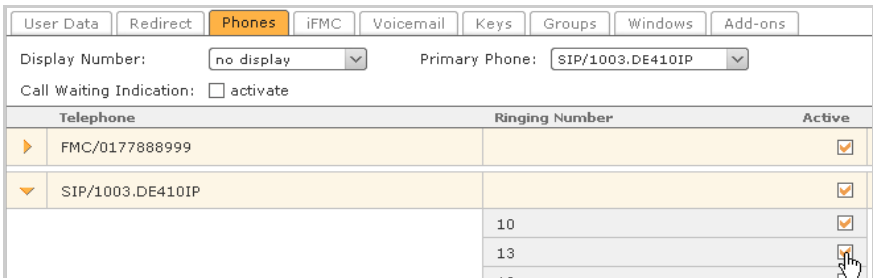 User Data Redirect Phones iFMC Voicemail Keys Groups Windows Add-ons
Display Number: no display Primary Phone: SIP/1003.DE410IP
Call Waiting Indication: activate
Telephone Ringing Number Active
FMC/0177888999
SIP/1003.DE410IP
10
13